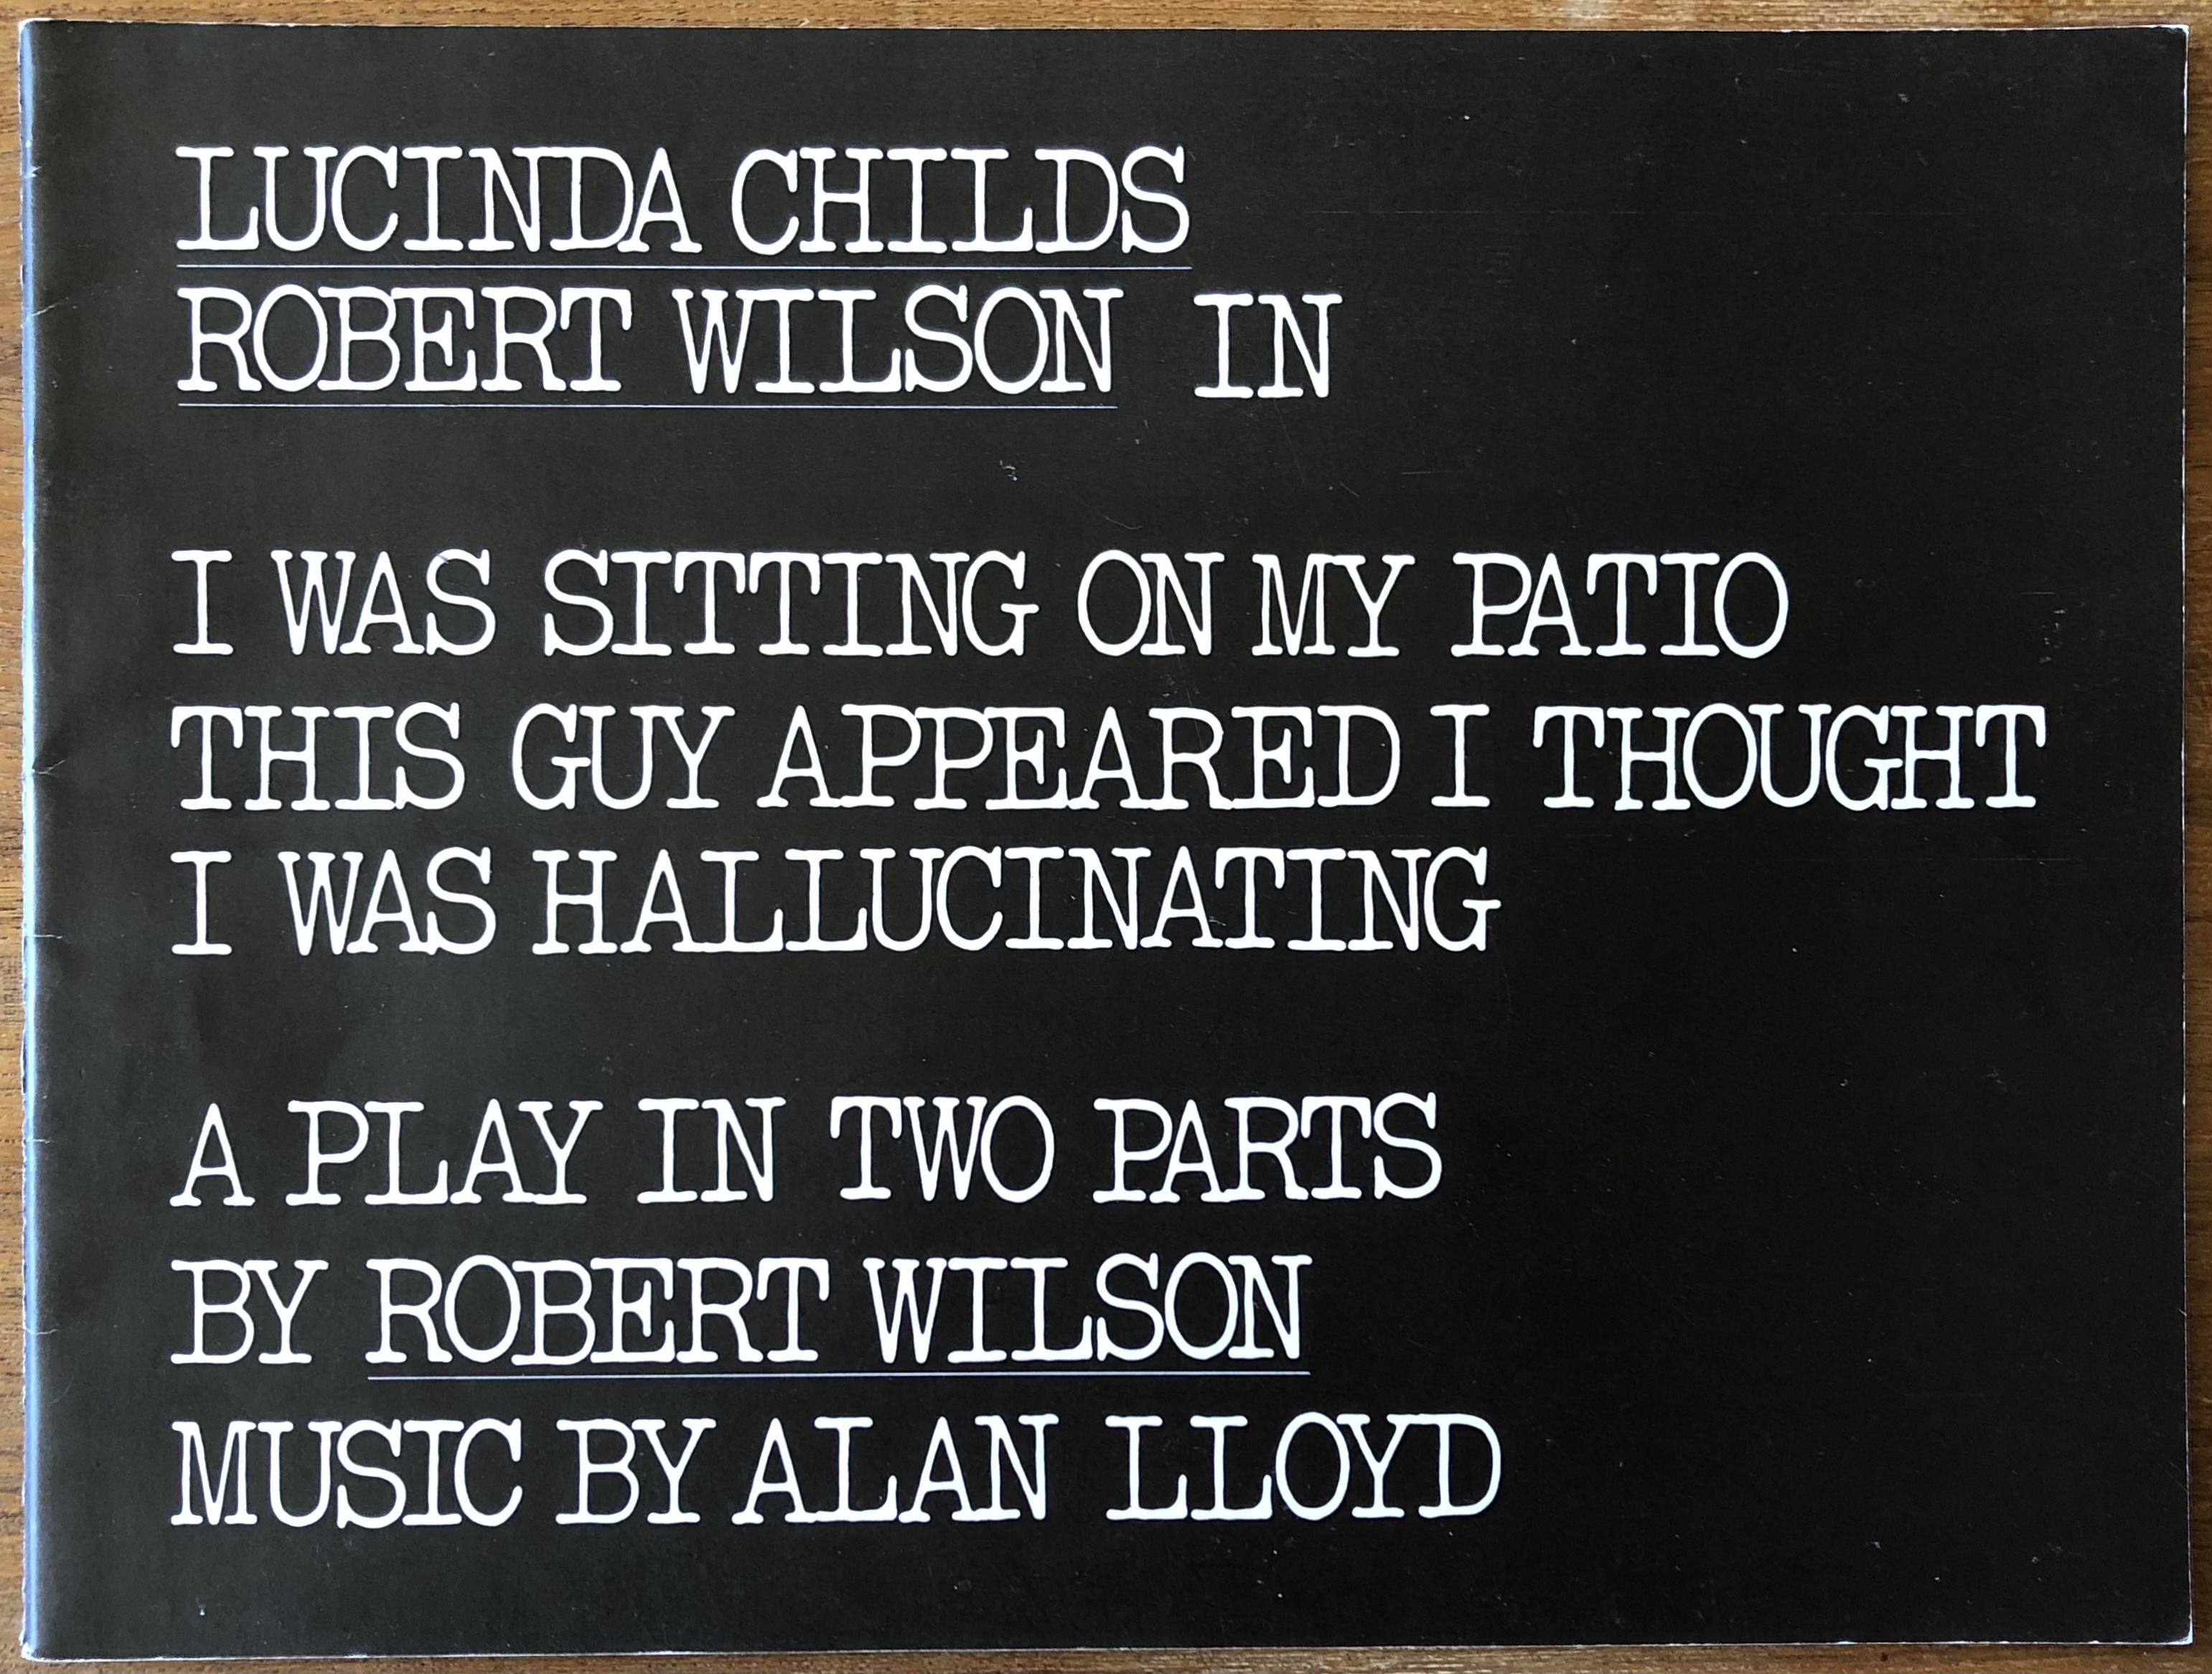 LUCINDA CHILDS
ROBERT WILSON IN
I WAS SITTING ON MY PATIO
THIS GUY APPEARED I THOUGHT
I WAS HALLUCINATING
A PLAY IN TWO PARTS
BY ROBERT WILSON
MUSIC BY ALAN LLOYD